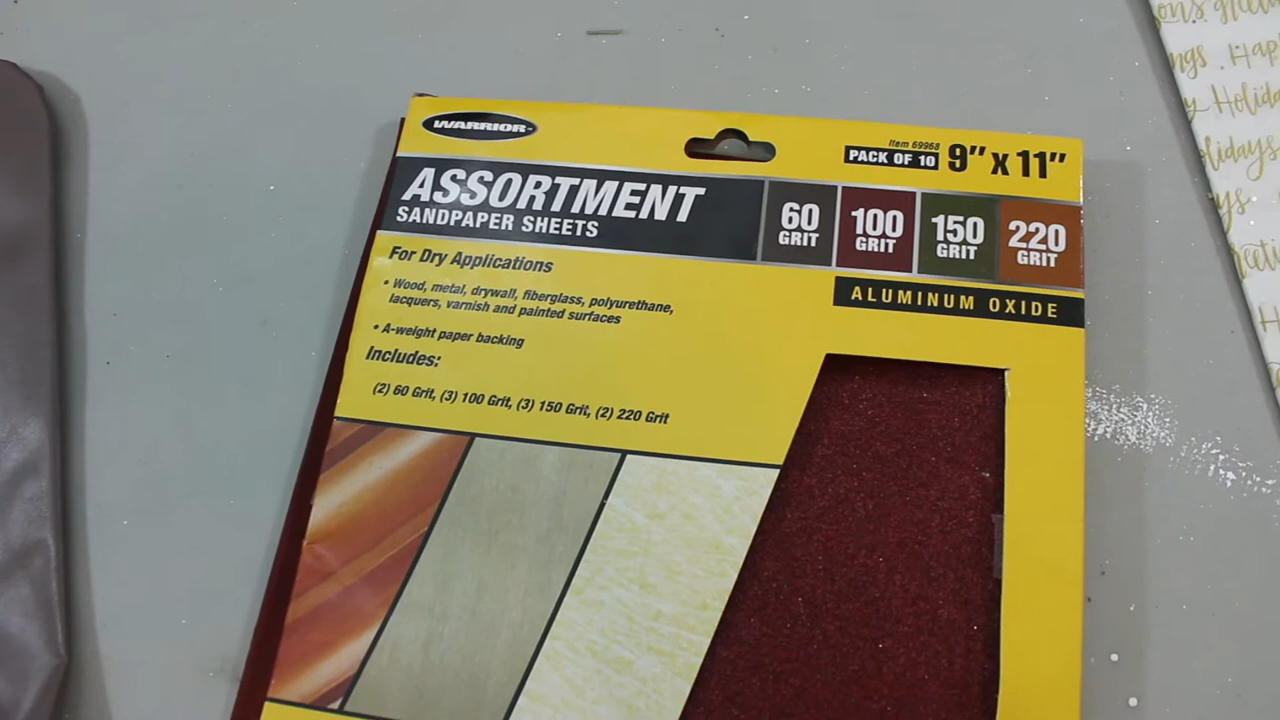 WARRIOR™
Item 69968
PACK OF 10 9" x 11"
ASSORTMENT
SANDPAPER SHEETS
60 GRIT
100 GRIT
150 GRIT
220 GRIT
ALUMINUM OXIDE
For Dry Applications
• Wood, metal, drywall, fiberglass, polyurethane,
lacquers, varnish and painted surfaces
• A-weight paper backing
Includes:
(2) 60 Grit, (3) 100 Grit, (3) 150 Grit, (2) 220 Grit
Holidays